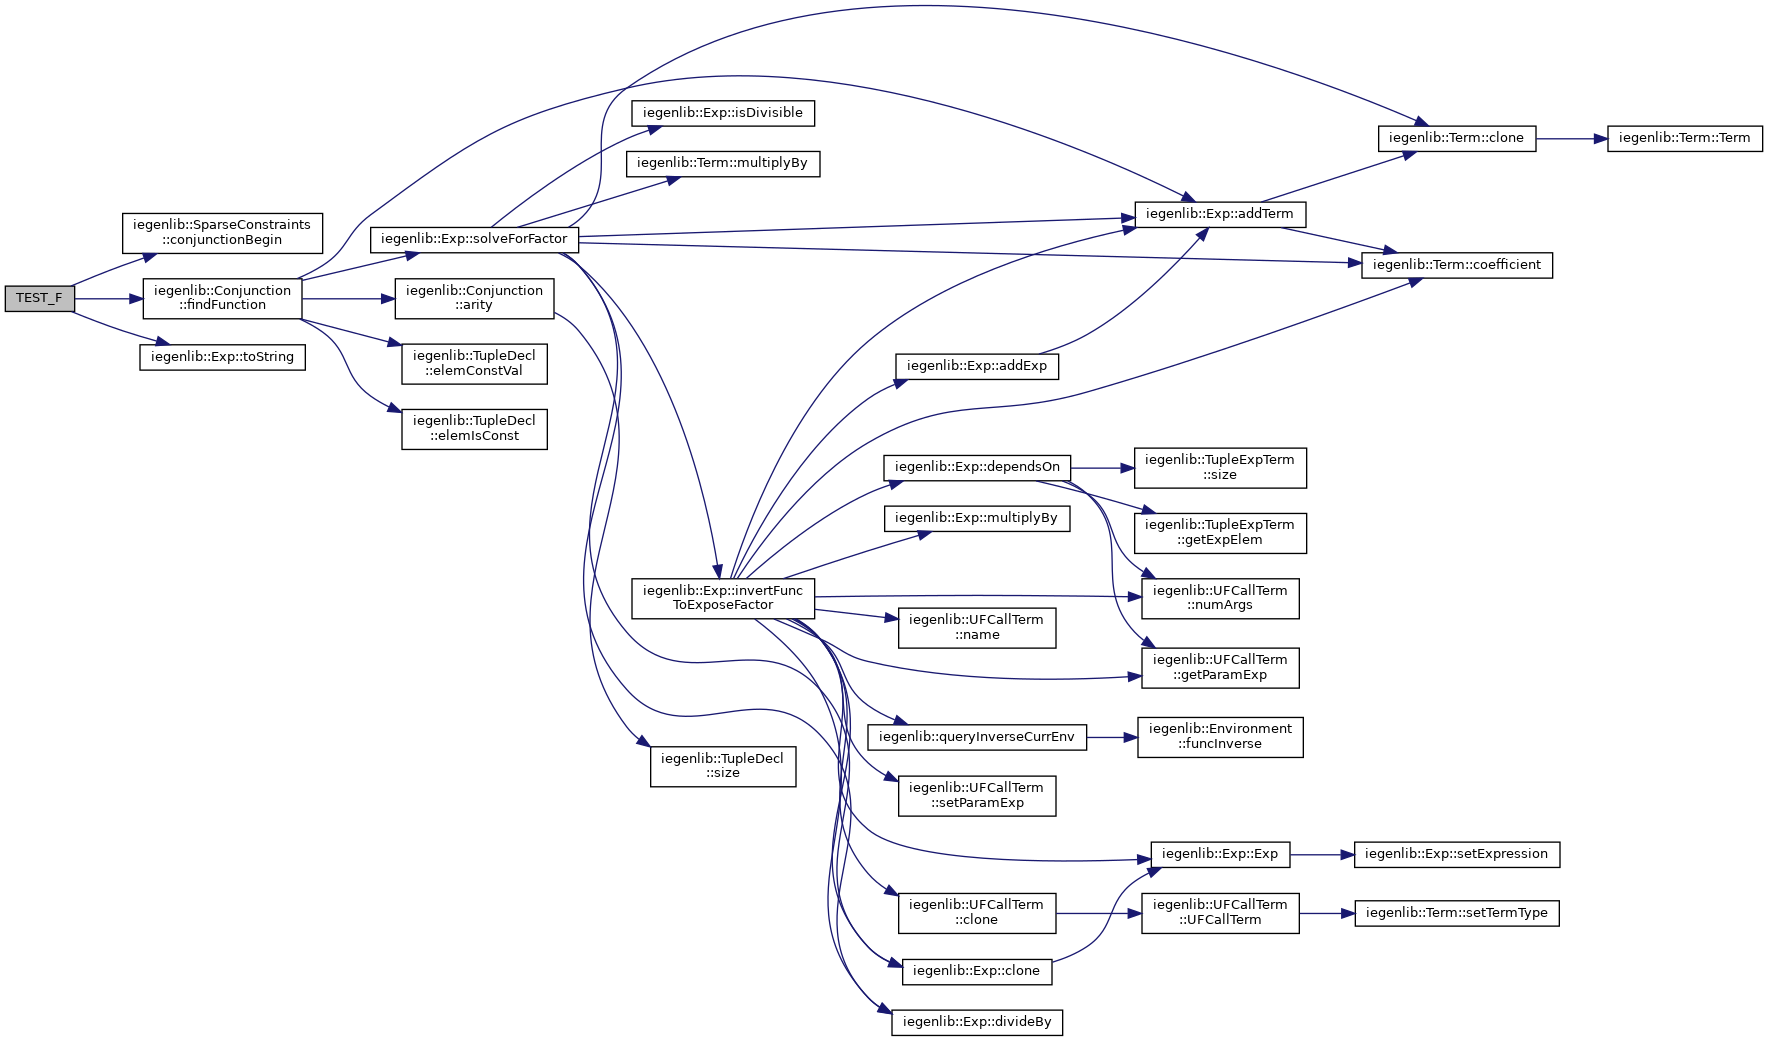 TEST_F
iegenlib::SparseConstraints
::conjunctionBegin
iegenlib::Conjunction
::findFunction
iegenlib::Exp::toString
iegenlib::Exp::solveForFactor
iegenlib::Conjunction
::arity
iegenlib::TupleDecl
::elemConstVal
iegenlib::TupleDecl
::elemIsConst
iegenlib::Exp::isDivisible
iegenlib::Term::multiplyBy
iegenlib::Exp::invertFunc
ToExposeFactor
iegenlib::TupleDecl
::size
iegenlib::Exp::addExp
iegenlib::Exp::dependsOn
iegenlib::Exp::multiplyBy
iegenlib::UFCallTerm
::name
iegenlib::queryInverseCurrEnv
iegenlib::UFCallTerm
::setParamExp
iegenlib::UFCallTerm
::clone
iegenlib::Exp::clone
iegenlib::Exp::divideBy
iegenlib::Exp::addTerm
iegenlib::TupleExpTerm
::size
iegenlib::TupleExpTerm
::getExpElem
iegenlib::UFCallTerm
::numArgs
iegenlib::UFCallTerm
::getParamExp
iegenlib::Environment
::funcInverse
iegenlib::Exp::Exp
iegenlib::UFCallTerm
::UFCallTerm
iegenlib::Term::clone
iegenlib::Term::coefficient
iegenlib::Exp::setExpression
iegenlib::Term::setTermType
iegenlib::Term::Term